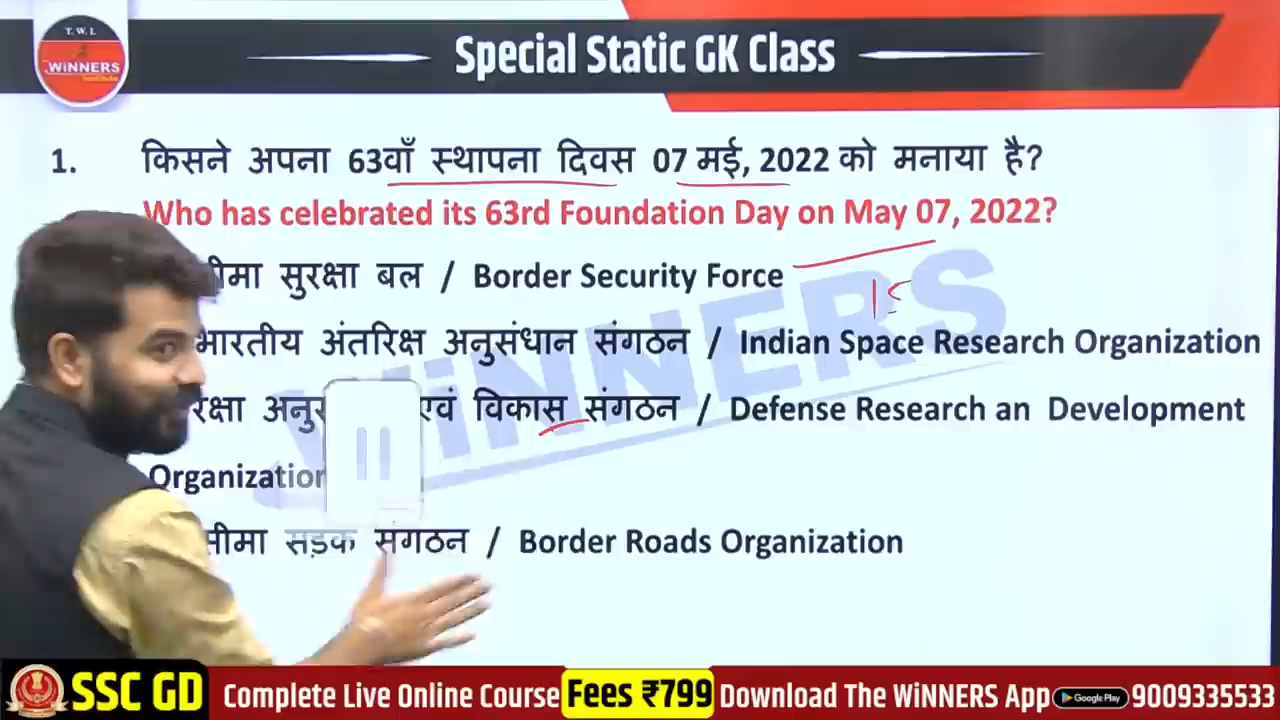 T. W. I.
WiNNERS
Special Static GK Class
1. किसने अपना 63वाँ स्थापना दिवस 07 मई, 2022 को मनाया है?
Who has celebrated its 63rd Foundation Day on May 07, 2022?
सुरक्षा बल / Border Security Force
भारतीय अंतरिक्ष अनुसंधान संगठन / Indian Space Research Organization
एवं विकास संगठन / Defense Research an Development
Organization
सीमा सड़क संगठन / Border Roads Organization
WiNNERS
SSC GD Complete Live Online Course Fees ₹799 Download The WiNNERS App Google Play 9009335533